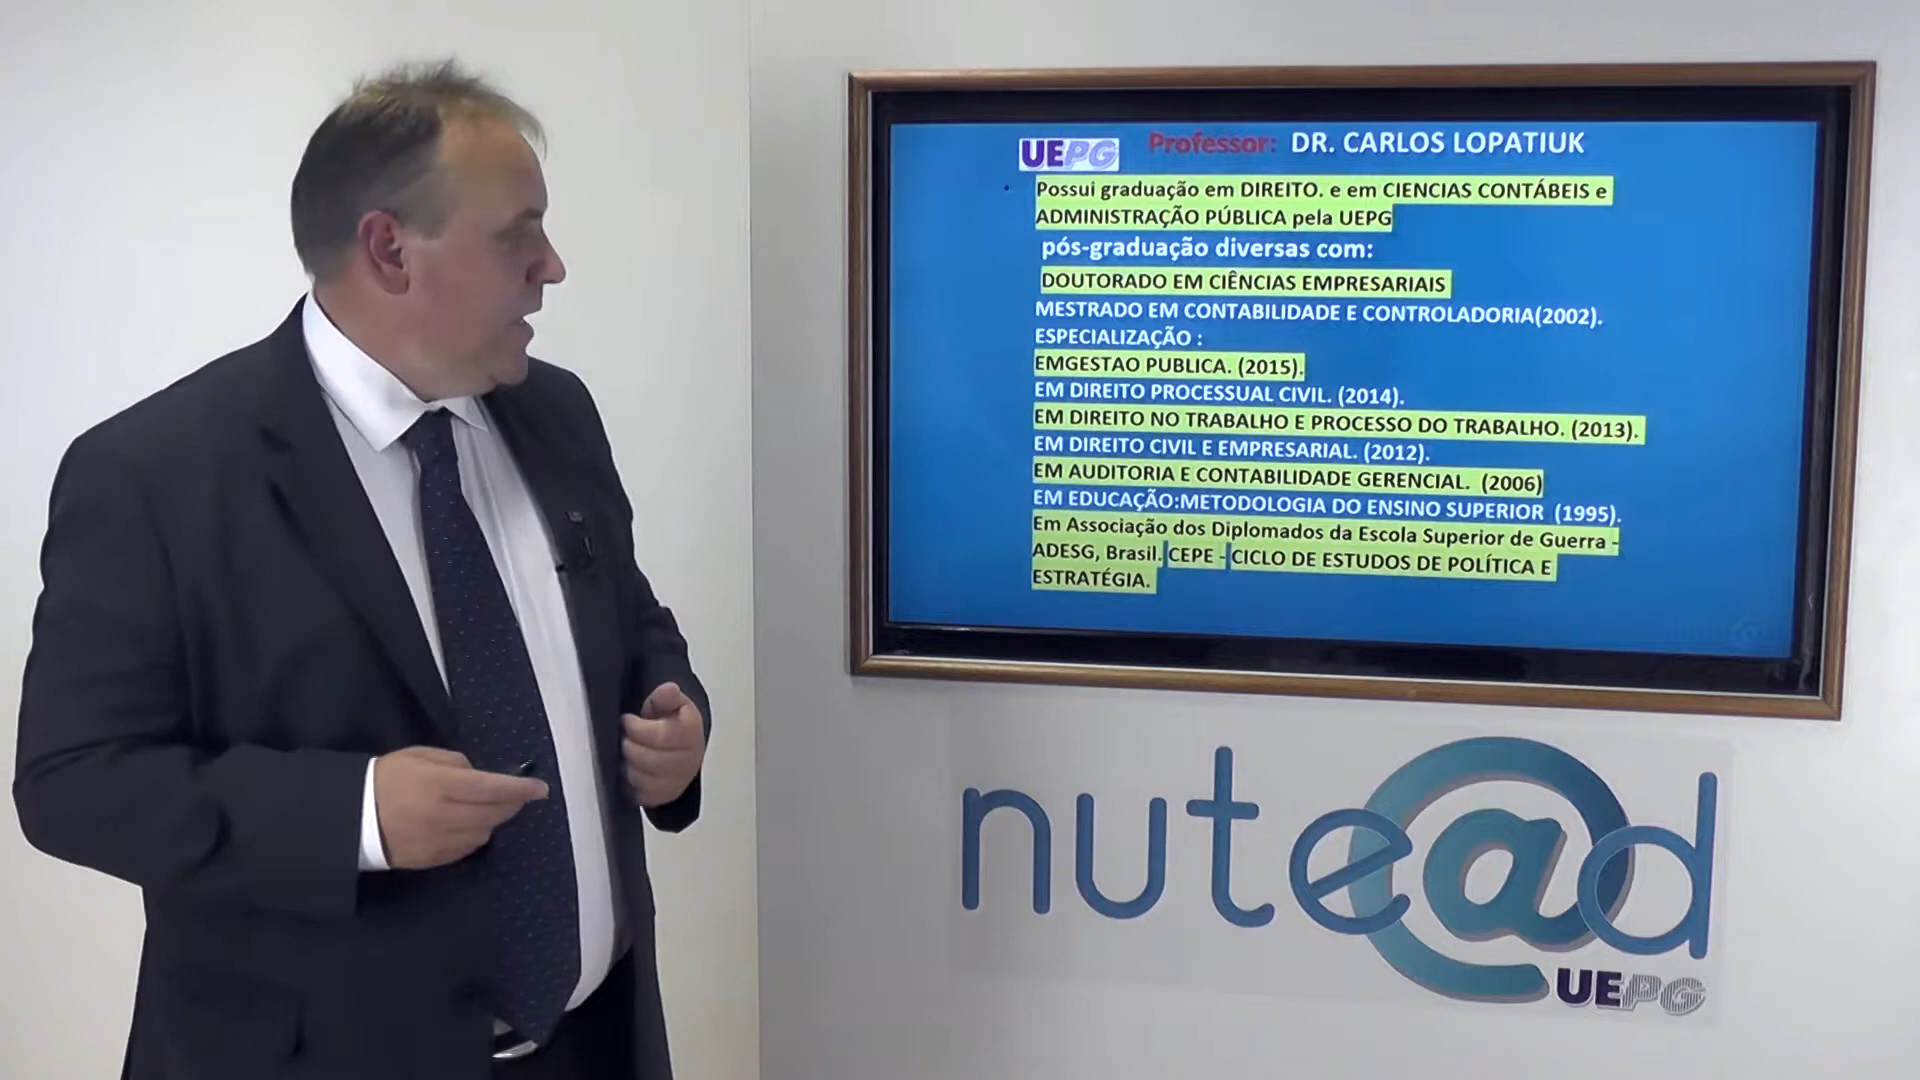 UEPG
Professor: DR. CARLOS LOPATIUK
Possui graduação em DIREITO. e em CIENCIAS CONTÁBEIS e
ADMINISTRAÇÃO PÚBLICA pela UEPG
pós-graduação diversas com:
DOUTORADO EM CIÊNCIAS EMPRESARIAIS
MESTRADO EM CONTABILIDADE E CONTROLADORIA(2002).
ESPECIALIZAÇÃO :
EMGESTAO PUBLICA. (2015).
EM DIREITO PROCESSUAL CIVIL. (2014).
EM DIREITO NO TRABALHO E PROCESSO DO TRABALHO. (2013).
EM DIREITO CIVIL E EMPRESARIAL. (2012).
EM AUDITORIA E CONTABILIDADE GERENCIAL. (2006)
EM EDUCAÇÃO:METODOLOGIA DO ENSINO SUPERIOR (1995).
Em Associação dos Diplomados da Escola Superior de Guerra -
ADESG, Brasil. CEPE - CICLO DE ESTUDOS DE POLÍTICA E
ESTRATÉGIA.
nute@d
UEPG